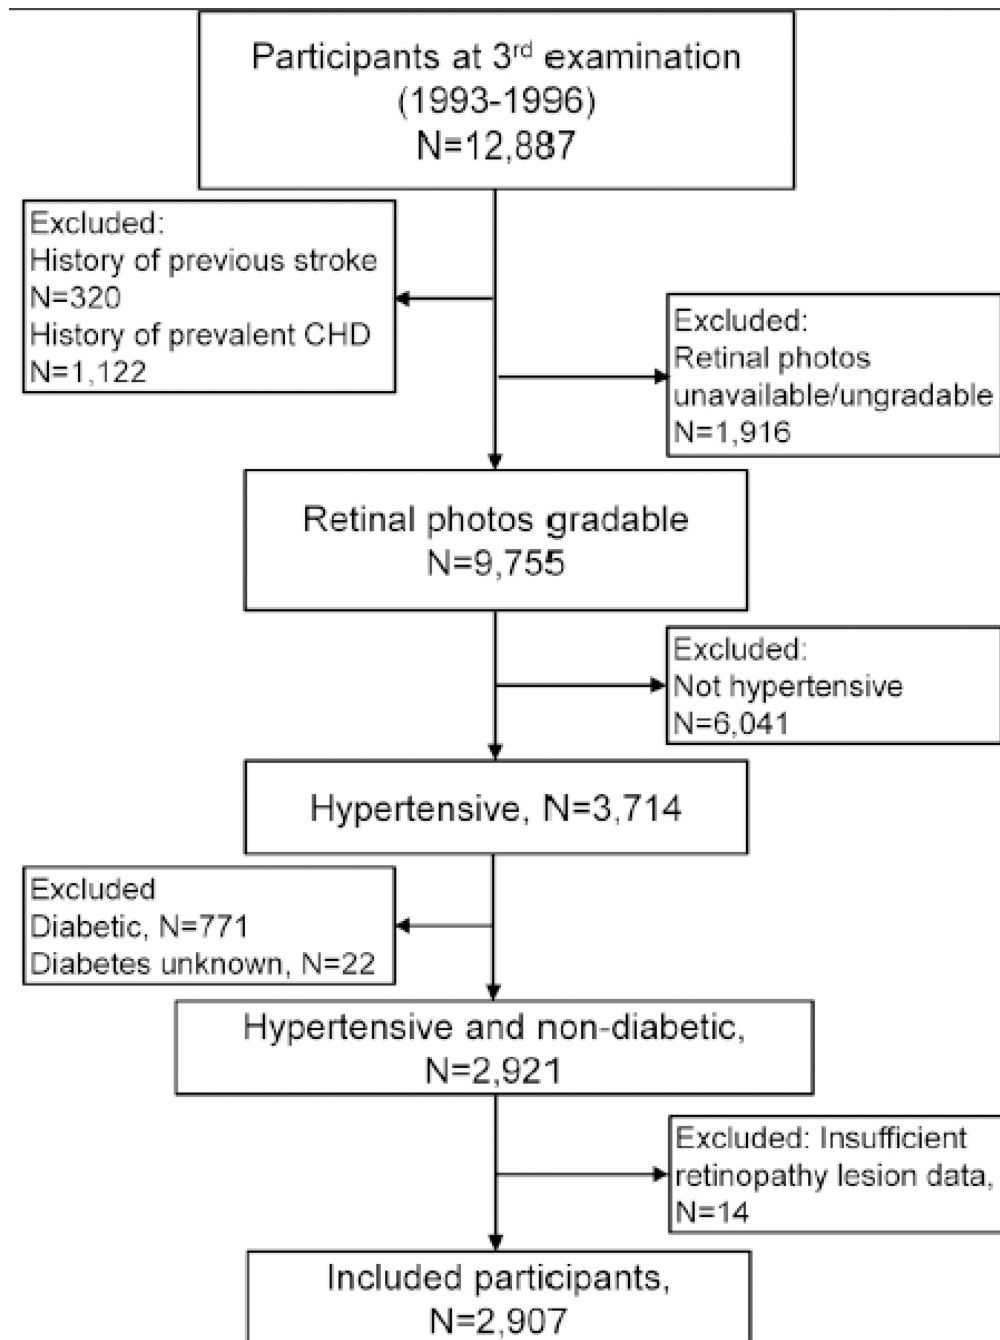 Participants at 3rd examination
(1993-1996)
N=12,887
Excluded:
History of previous stroke
N=320
History of prevalent CHD
N=1,122
Excluded:
Retinal photos
unavailable/ungradable
N=1,916
Retinal photos gradable
N=9,755
Excluded:
Not hypertensive
N=6,041
Hypertensive, N=3,714
Excluded
Diabetic, N=771
Diabetes unknown, N=22
Hypertensive and non-diabetic,
N=2,921
Excluded: Insufficient
retinopathy lesion data,
N=14
Included participants,
N=2,907